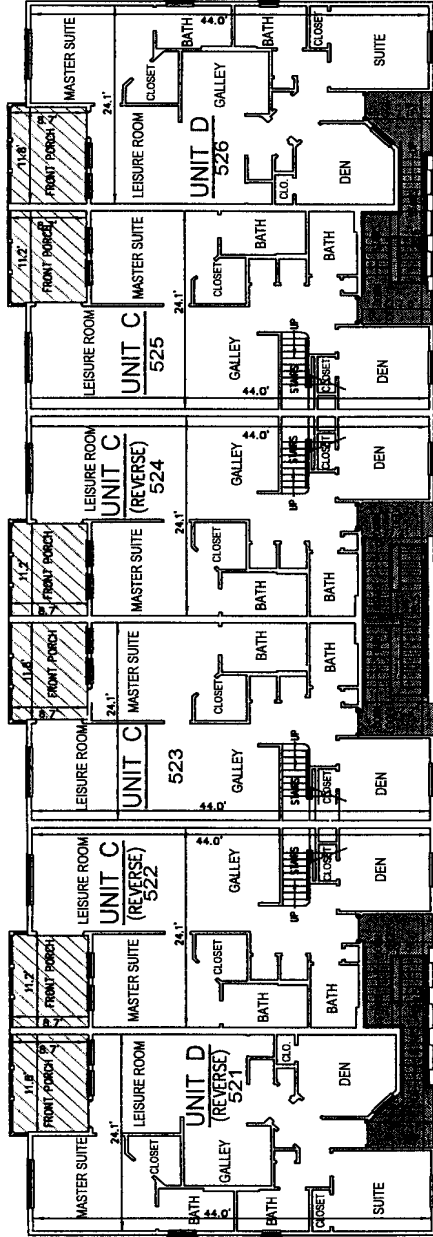 MASTER SUITE
44.0'
BATH
BATH
CLOSET
SUITE
24.1'
CLOSET
11.8'
FRONT PORCH
LEISURE ROOM
GALLEY
UNIT D
526
CLO.
DEN
11.2'
FRONT PORCH
MASTER SUITE
CLOSET
BATH
BATH
24.1'
LEISURE ROOM
UNIT C
525
GALLEY
UP
STAIRS
CLOSET
DEN
44.0'
44.0'
LEISURE ROOM
UNIT C
(REVERSE)
524
GALLEY
UP
STAIRS
CLOSET
DEN
24.1'
11.2'
FRONT PORCH
7'
MASTER SUITE
CLOSET
BATH
BATH
11.8'
FRONT PORCH
7'
MASTER SUITE
CLOSET
BATH
BATH
24.1'
LEISURE ROOM
UNIT C
523
GALLEY
UP
STAIRS
CLOSET
DEN
44.0'
44.0'
LEISURE ROOM
UNIT C
(REVERSE)
522
GALLEY
UP
STAIRS
CLOSET
DEN
24.1'
11.2'
FRONT PORCH
7'
MASTER SUITE
CLOSET
BATH
BATH
7'
11.8'
FRONT PORCH
LEISURE ROOM
UNIT D
(REVERSE)
521
CLO.
DEN
24.1'
MASTER SUITE
CLOSET
GALLEY
BATH
BATH
CLOSET
SUITE
44.0'